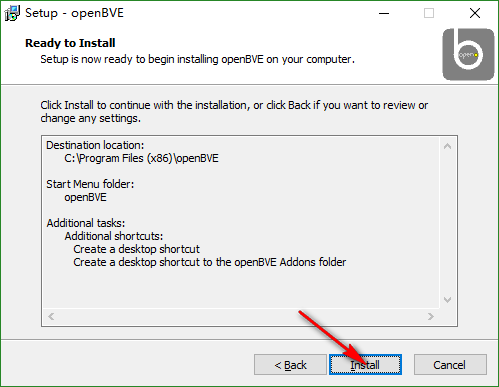 Setup - openBVE
Ready to Install
Setup is now ready to begin installing openBVE on your computer.
open
Click Install to continue with the installation, or click Back if you want to review or
change any settings.
Destination location:
C:\Program Files (x86)\openBVE
Start Menu folder:
openBVE
Additional tasks:
Additional shortcuts:
Create a desktop shortcut
Create a desktop shortcut to the openBVE Addons folder
< Back
Install
Cancel